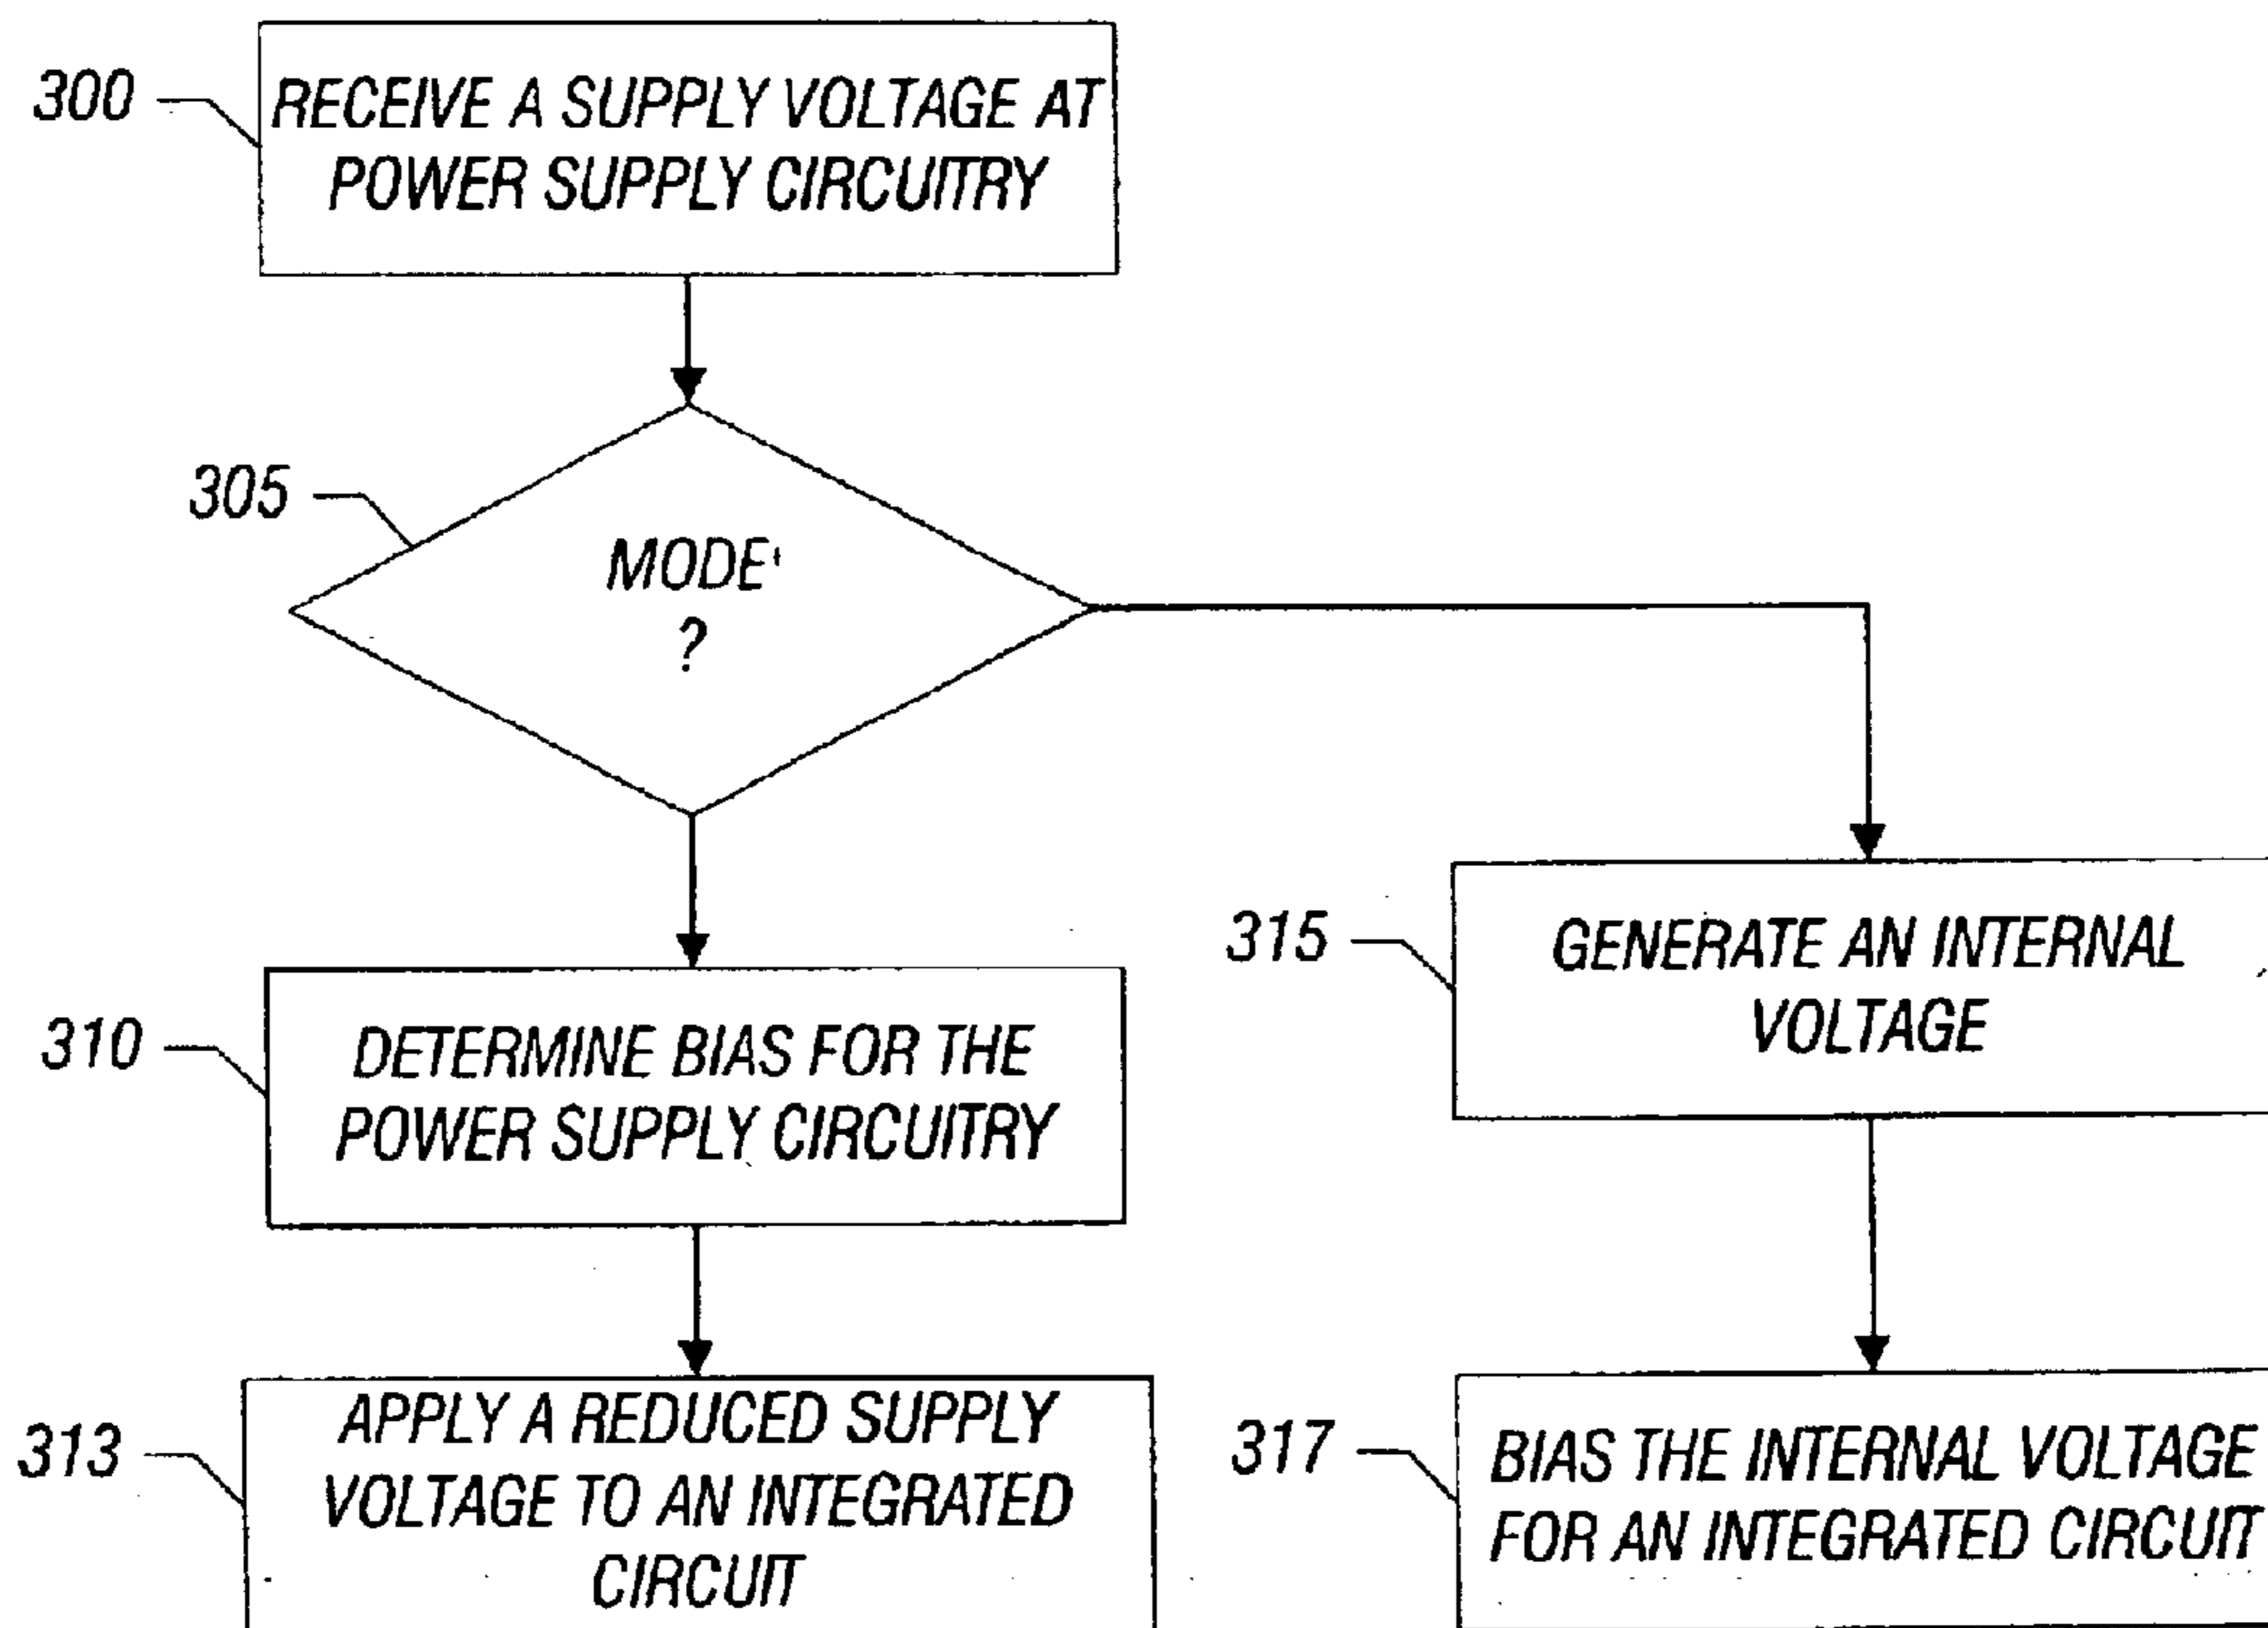 300
RECEIVE A SUPPLY VOLTAGE AT
POWER SUPPLY CIRCUITRY
305
MODE
?
310
DETERMINE BIAS FOR THE
POWER SUPPLY CIRCUITRY
315
GENERATE AN INTERNAL
VOLTAGE
313
APPLY A REDUCED SUPPLY
VOLTAGE TO AN INTEGRATED
CIRCUIT
317
BIAS THE INTERNAL VOLTAGE
FOR AN INTEGRATED CIRCUIT